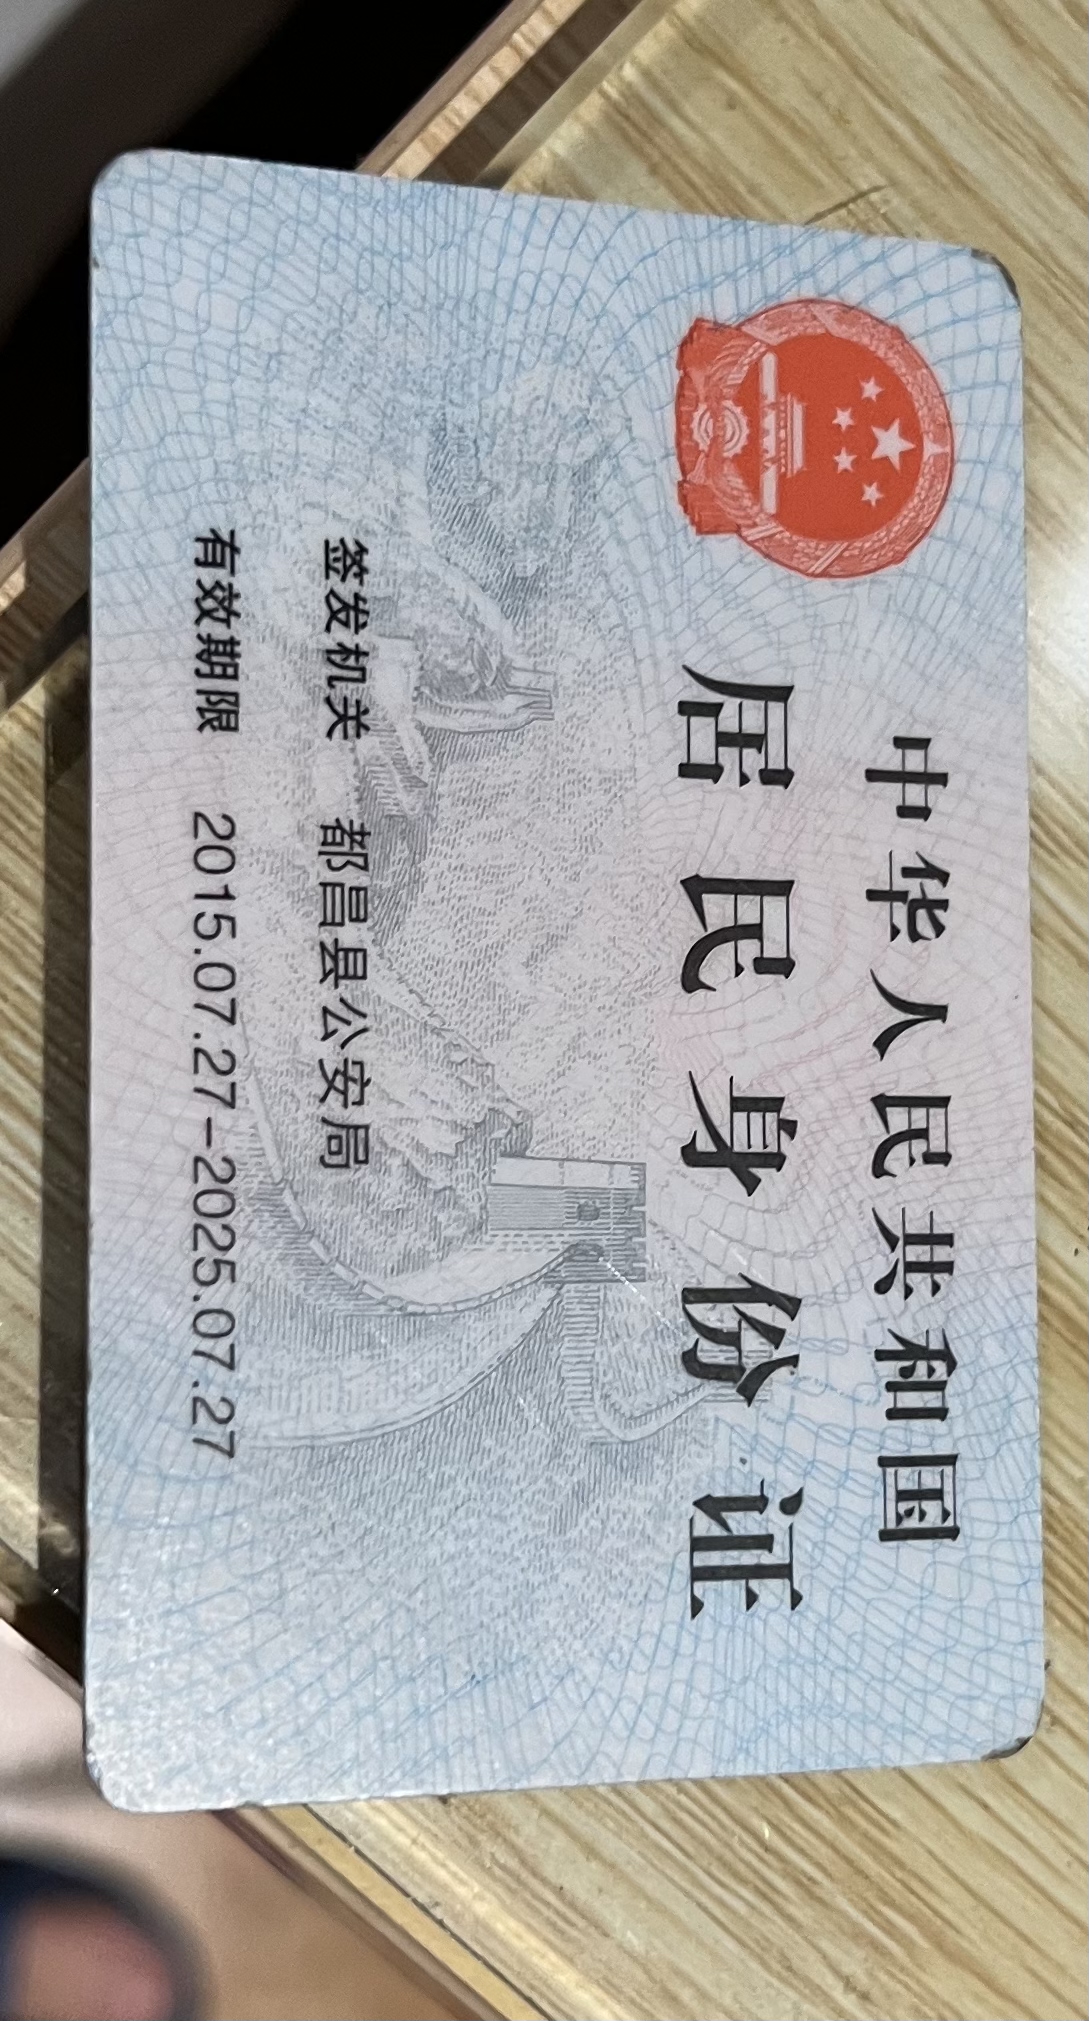 中华人民共和国
居民身份证
签发机关 都昌县公安局
有效期限 2015.07.27-2025.07.27